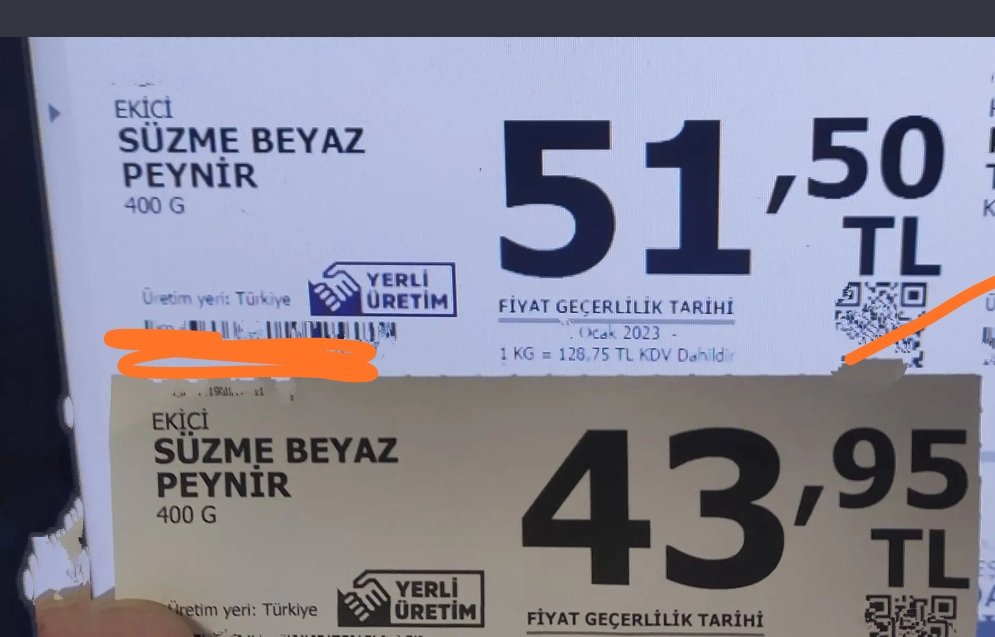 EKİCİ
SÜZME BEYAZ
PEYNİR
400 G
51,50
TL
Üretim yeri: Türkiye
YERLİ
ÜRETİM
FİYAT GEÇERLİLİK TARİHİ
Ocak 2023 -
1 KG = 128,75 TL KDV Dahildir
EKİCİ
SÜZME BEYAZ
PEYNİR
400 G
43,95
TL
Üretim yeri: Türkiye
YERLİ
ÜRETİM
FİYAT GEÇERLİLİK TARİHİ